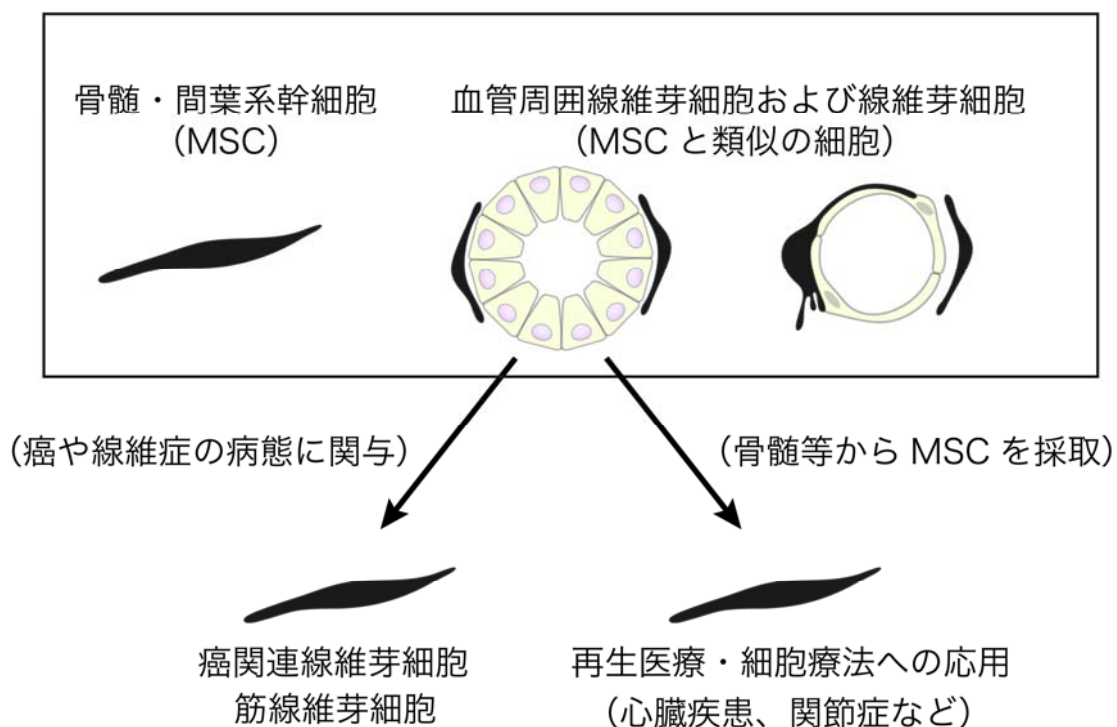 骨髄・間葉系幹細胞
（MSC）
血管周囲線維芽細胞および線維芽細胞
（MSC と類似の細胞）
（癌や線維症の病態に関与）
（骨髄等から MSC を採取）
癌関連線維芽細胞
筋線維芽細胞
再生医療・細胞療法への応用
（心臓疾患、関節症など）